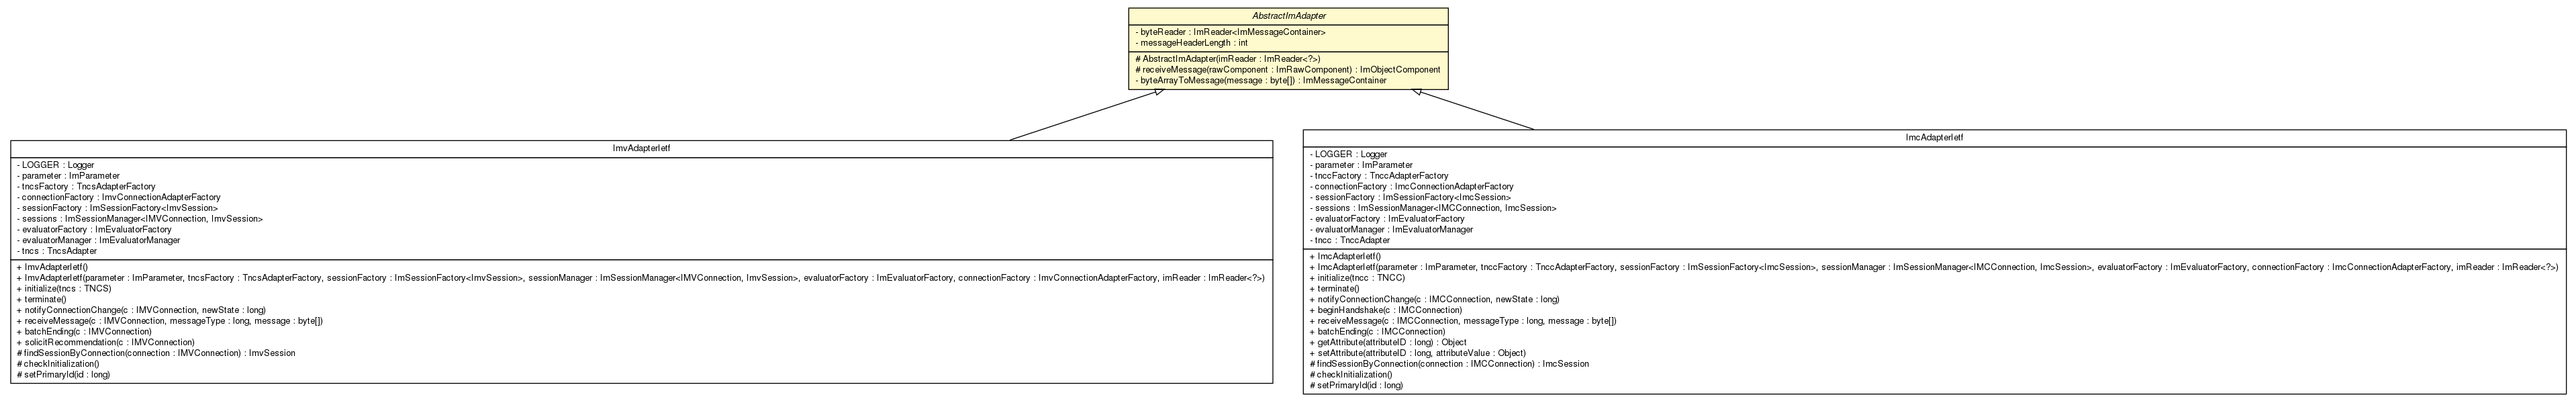 AbstractImAdapter
- byteReader : ImReader<ImMessageContainer>
- messageHeaderLength : int
# AbstractImAdapter(imReader : ImReader<?>)
# receiveMessage(rawComponent : ImRawComponent) : ImObjectComponent
- byteArrayToMessage(message : byte[]) : ImMessageContainer
ImvAdapterIetf
- LOGGER : Logger
- parameter : ImParameter
- tncsFactory : TncsAdapterFactory
- connectionFactory : ImvConnectionAdapterFactory
- sessionFactory : ImSessionFactory<ImvSession>
- sessions : ImSessionManager<IMVConnection, ImvSession>
- evaluatorFactory : ImEvaluatorFactory
- evaluatorManager : ImEvaluatorManager
- tncs : TncsAdapter
+ ImvAdapterIetf()
+ ImvAdapterIetf(parameter : ImParameter, tncsFactory : TncsAdapterFactory, sessionFactory : ImSessionFactory<ImvSession>, sessionManager : ImSessionManager<IMVConnection, ImvSession>, evaluatorFactory : ImEvaluatorFactory, connectionFactory : ImvConnectionAdapterFactory, imReader : ImReader<?>)
+ initialize(tncs : TNCS)
+ terminate()
+ notifyConnectionChange(c : IMVConnection, newState : long)
+ receiveMessage(c : IMVConnection, messageType : long, message : byte[])
+ batchEnding(c : IMVConnection)
+ solicitRecommendation(c : IMVConnection)
# findSessionByConnection(connection : IMVConnection) : ImvSession
# checkInitialization()
# setPrimaryId(id : long)
ImcAdapterIetf
- LOGGER : Logger
- parameter : ImParameter
- tnccFactory : TnccAdapterFactory
- connectionFactory : ImcConnectionAdapterFactory
- sessionFactory : ImSessionFactory<ImcSession>
- sessions : ImSessionManager<IMCConnection, ImcSession>
- evaluatorFactory : ImEvaluatorFactory
- evaluatorManager : ImEvaluatorManager
- tncc : TnccAdapter
+ ImcAdapterIetf()
+ ImcAdapterIetf(parameter : ImParameter, tnccFactory : TnccAdapterFactory, sessionFactory : ImSessionFactory<ImcSession>, sessionManager : ImSessionManager<IMCConnection, ImcSession>, evaluatorFactory : ImEvaluatorFactory, connectionFactory : ImcConnectionAdapterFactory, imReader : ImReader<?>)
+ initialize(tncc : TNCC)
+ terminate()
+ notifyConnectionChange(c : IMCConnection, newState : long)
+ beginHandshake(c : IMCConnection)
+ receiveMessage(c : IMCConnection, messageType : long, message : byte[])
+ batchEnding(c : IMCConnection)
+ getAttribute(attributeID : long) : Object
+ setAttribute(attributeID : long, attributeValue : Object)
# findSessionByConnection(connection : IMCConnection) : ImcSession
# checkInitialization()
# setPrimaryId(id : long)